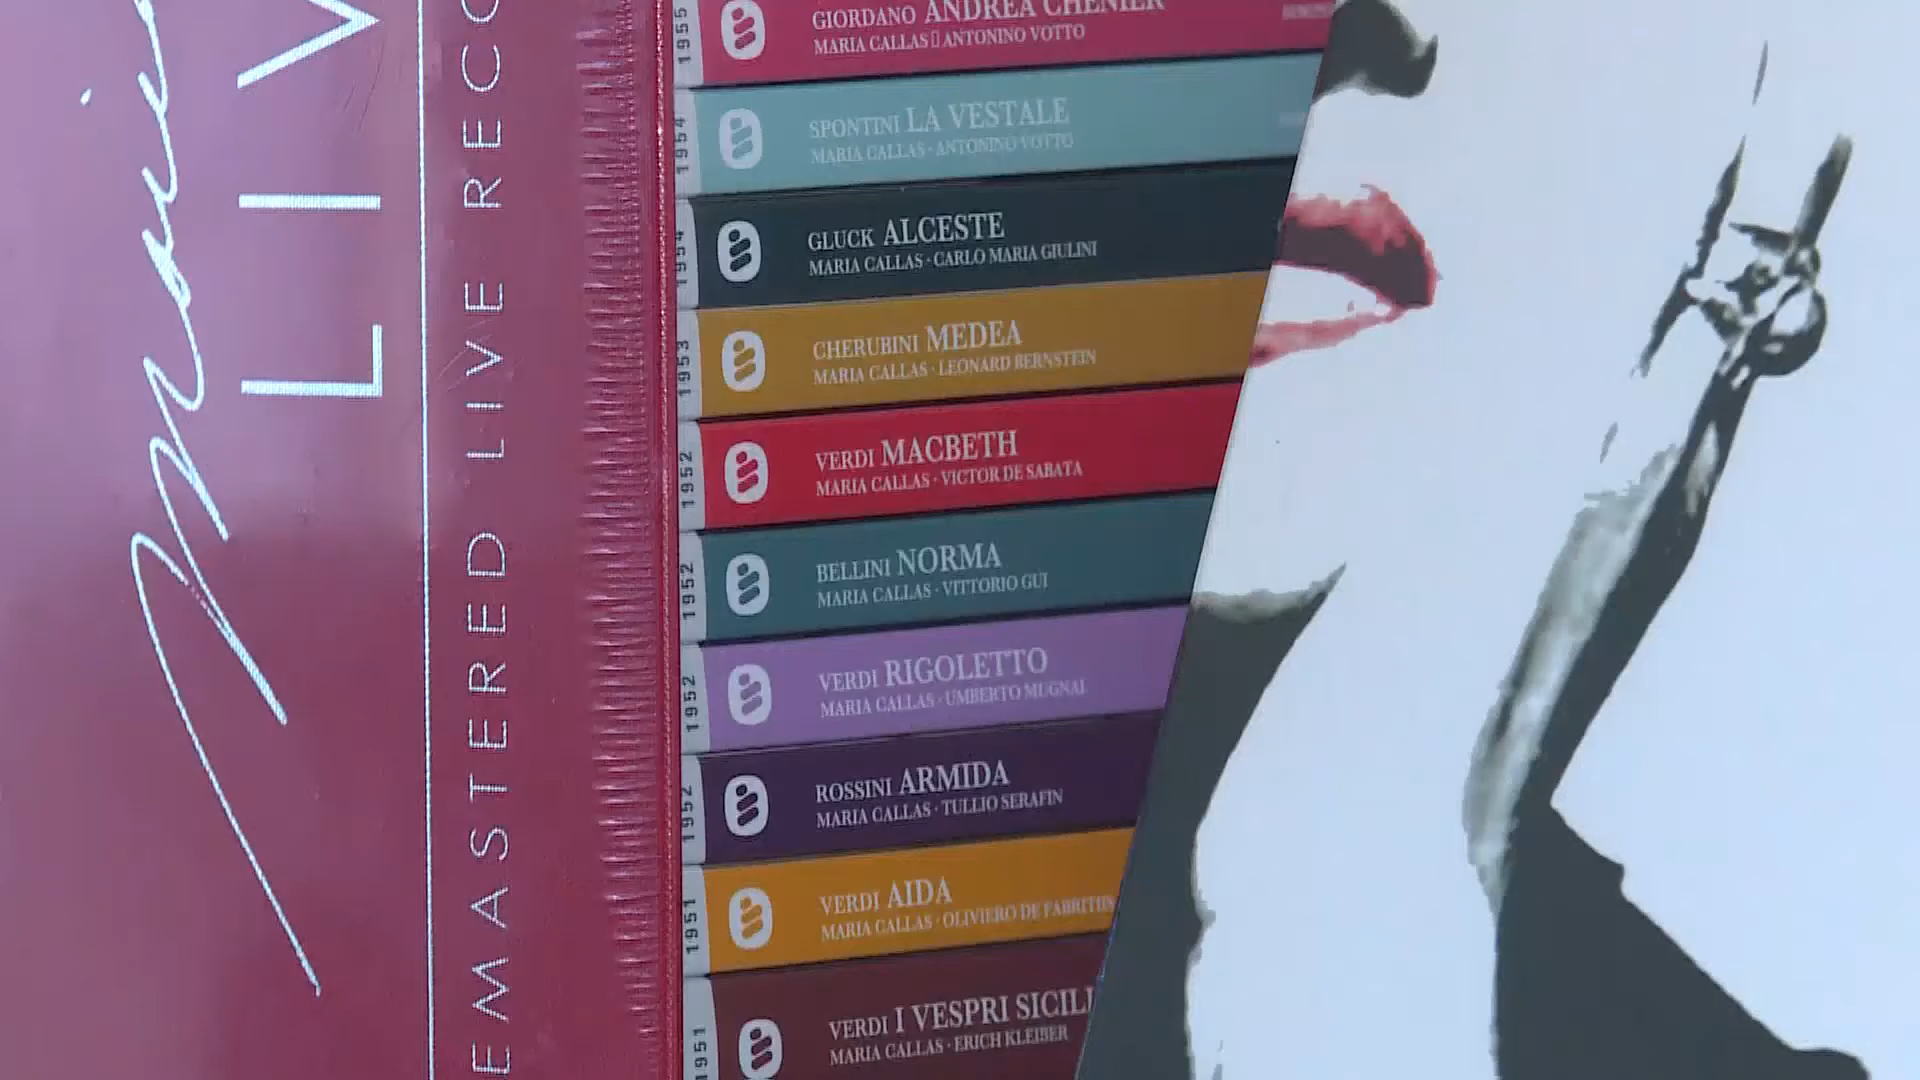 Maria
LIV
EMASTERED LIVE RECO
1955
GIORDANO ANDREA CHENIER
MARIA CALLAS▯ANTONINO VOTTO
1954
SPONTINI LA VESTALE
MARIA CALLAS · ANTONINO VOTTO
1954
GLUCK ALCESTE
MARIA CALLAS · CARLO MARIA GIULINI
1953
CHERUBINI MEDEA
MARIA CALLAS · LEONARD BERNSTEIN
1952
VERDI MACBETH
MARIA CALLAS · VICTOR DE SABATA
1952
BELLINI NORMA
MARIA CALLAS · VITTORIO GUI
1952
VERDI RIGOLETTO
MARIA CALLAS · UMBERTO MUGNAI
1952
ROSSINI ARMIDA
MARIA CALLAS · TULLIO SERAFIN
1951
VERDI AIDA
MARIA CALLAS · OLIVIERO DE FABRITIIS
1951
VERDI I VESPRI SICILI
MARIA CALLAS · ERICH KLEIBER